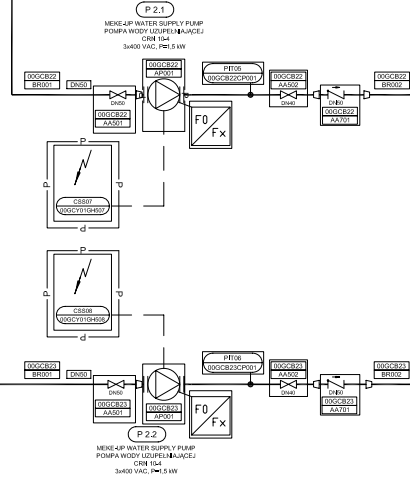 P 2.1
MEKE-UP WATER SUPPLY PUMP
POMPA WODY UZUPEŁNIAJĄCEJ
CRN 10-4
3x400 VAC, P=1,5 kW
00GCB22
BR001
DN50
00GCB22
AP001
PIT05
00GCB22CP001
00GCB22
AA502
00GCB22
BR002
DN50
DN40
DN50
00GCB22
AA501
F0
Fx
00GCB22
AA701
P
P
P
P
CSS07
00GCY01GH507
P
P
P
P
CSS08
00GCY01GH508
00GCB23
BR001
DN50
PIT06
00GCB23CP001
00GCB23
AA502
00GCB23
BR002
DN50
DN40
DN50
00GCB23
AA501
00GCB23
AP001
F0
Fx
00GCB23
AA701
P 2.2
MEKE-UP WATER SUPPLY PUMP
POMPA WODY UZUPEŁNIAJĄCEJ
CRN 10-4
3x400 VAC, P=1,5 kW